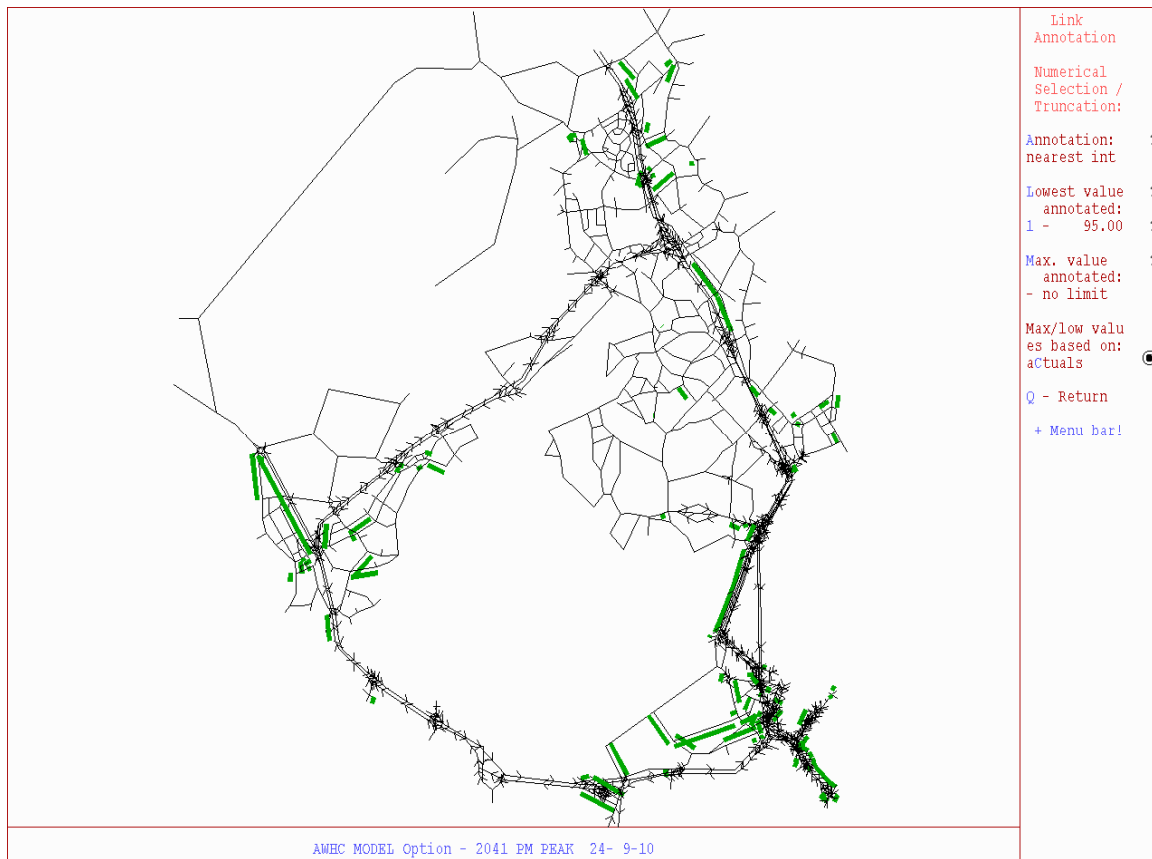 Link
Annotation
Numerical
Selection /
Truncation:
Annotation: ?
nearest int
Lowest value ?
annotated:
1 - 95.00 ?
Max. value ?
annotated:
- no limit
Max/low valu
es based on:
aCtuals
Q - Return
+ Menu bar!
AWHC MODEL Option - 2041 PM PEAK 24- 9-10